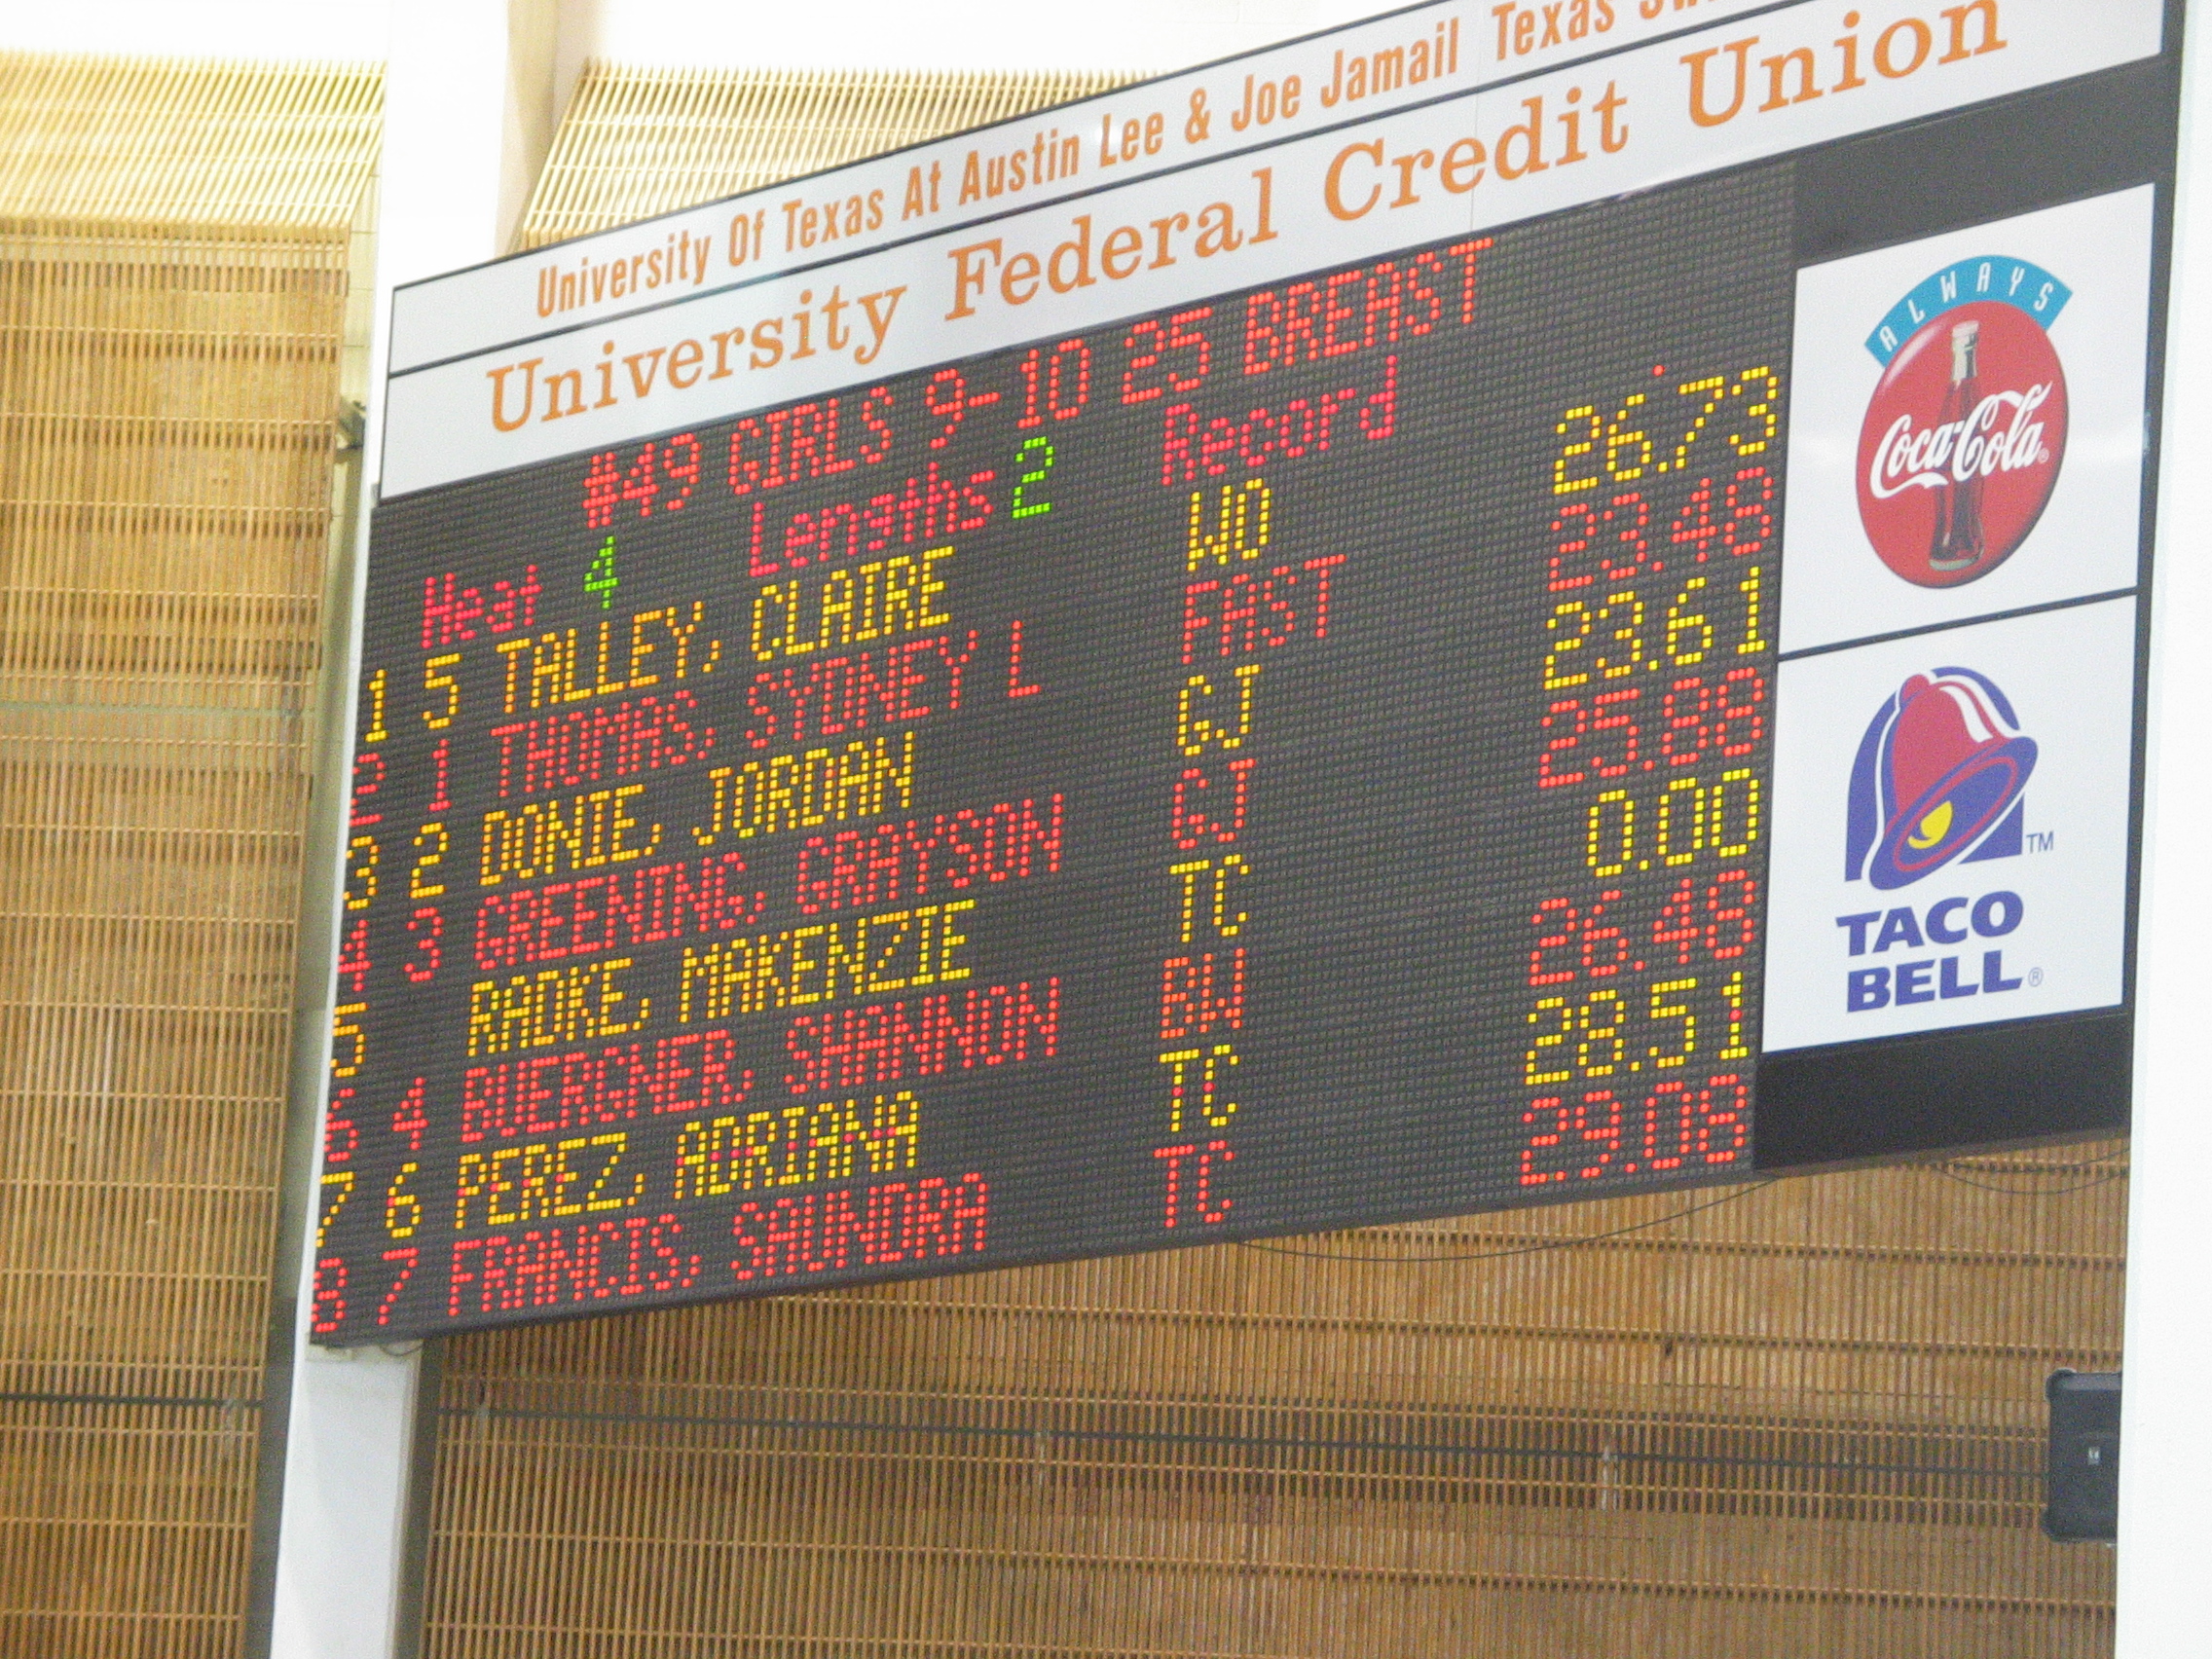 University Of Texas At Austin Lee & Joe Jamail Texas
University Federal Credit Union
#49 GIRLS 9-10 25 BREAST
Heat 4 Lengths 2 Record
1 5 TALLEY, CLAIRE WO 26.73
2 1 THOMAS, SYDNEY L FAST 23.48
3 2 DONIE, JORDAN GJ 23.61
4 3 GREENING, GRAYSON GJ 25.88
5 RADKE, MAKENZIE TC 0.00
6 4 BUERGNER, SHANNON BW 26.48
7 6 PEREZ, ADRIANA TC 28.51
8 7 FRANCIS, SAUNDRA TC 29.08
ALWAYS
Coca-Cola®
TACO
BELL®
TM